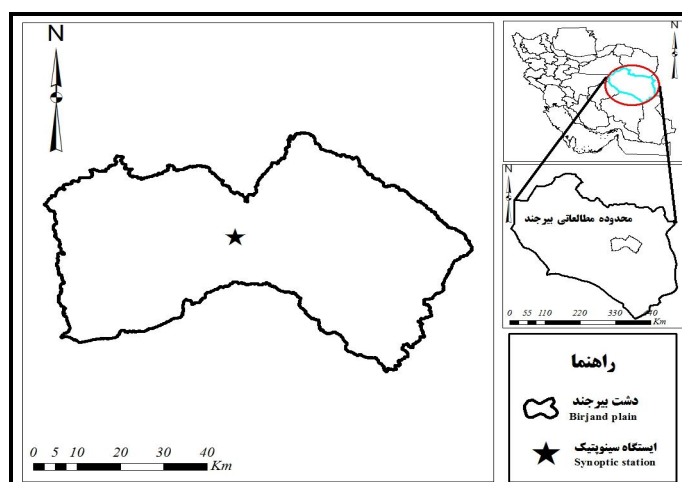 N
0 5 10 20 30 40
Km
N
N
محدوده مطالعاتی بیرجند
0 55 110 220 330 440
Km
راهنما
دشت بیرجند
Birjand plain
ایستگاه سینوپتیک
Synoptic station